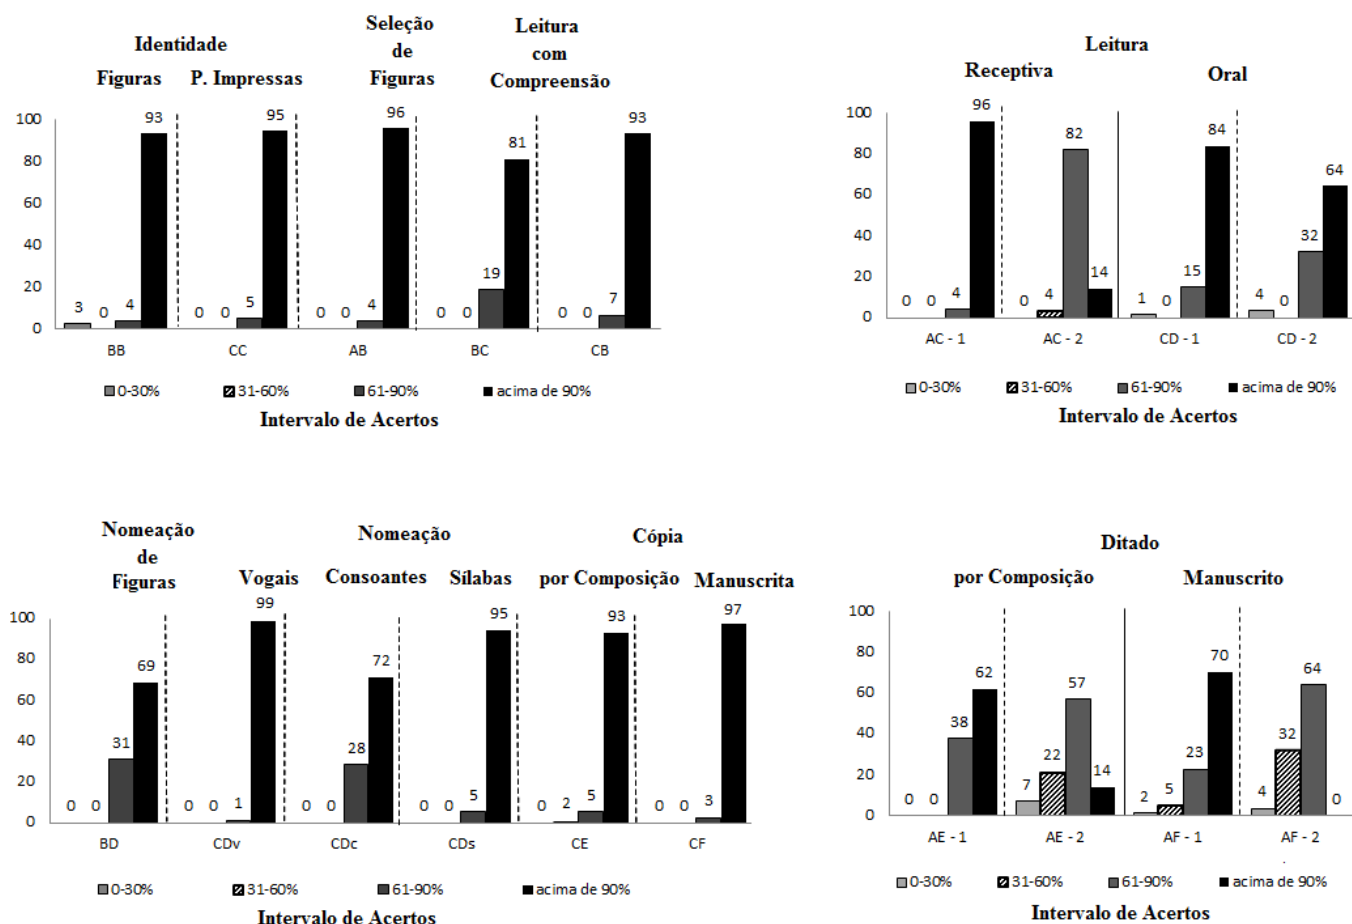 Identidade
Seleção
de
Figuras
Leitura
com
Compreensão
Figuras P. Impressas
100
80
60
40
20
0
3 0 4 93 0 0 5 95 0 0 4 96 0 0 19 81 0 0 7 93
BB CC AB BC CB
0-30% 31-60% 61-90% acima de 90%
Intervalo de Acertos
Leitura
Receptiva Oral
100
80
60
40
20
0
0 0 4 96 0 4 82 14 1 0 15 84 4 0 32 64
AC - 1 AC - 2 CD - 1 CD - 2
0-30% 31-60% 61-90% acima de 90%
Intervalo de Acertos
Nomeação
de
Figuras
Nomeação
Vogais Consoantes Sílabas
Cópia
por Composição Manuscrita
100
80
60
40
20
0
0 0 31 69 0 0 1 99 0 0 28 72 0 0 5 95 0 2 5 93 0 0 3 97
BD CDv CDc CDs CE CF
0-30% 31-60% 61-90% acima de 90%
Intervalo de Acertos
Ditado
por Composição Manuscrito
100
80
60
40
20
0
0 0 38 62 7 22 57 14 2 5 23 70 4 32 64 0
AE - 1 AE - 2 AF - 1 AF - 2
0-30% 31-60% 61-90% acima de 90%
Intervalo de Acertos